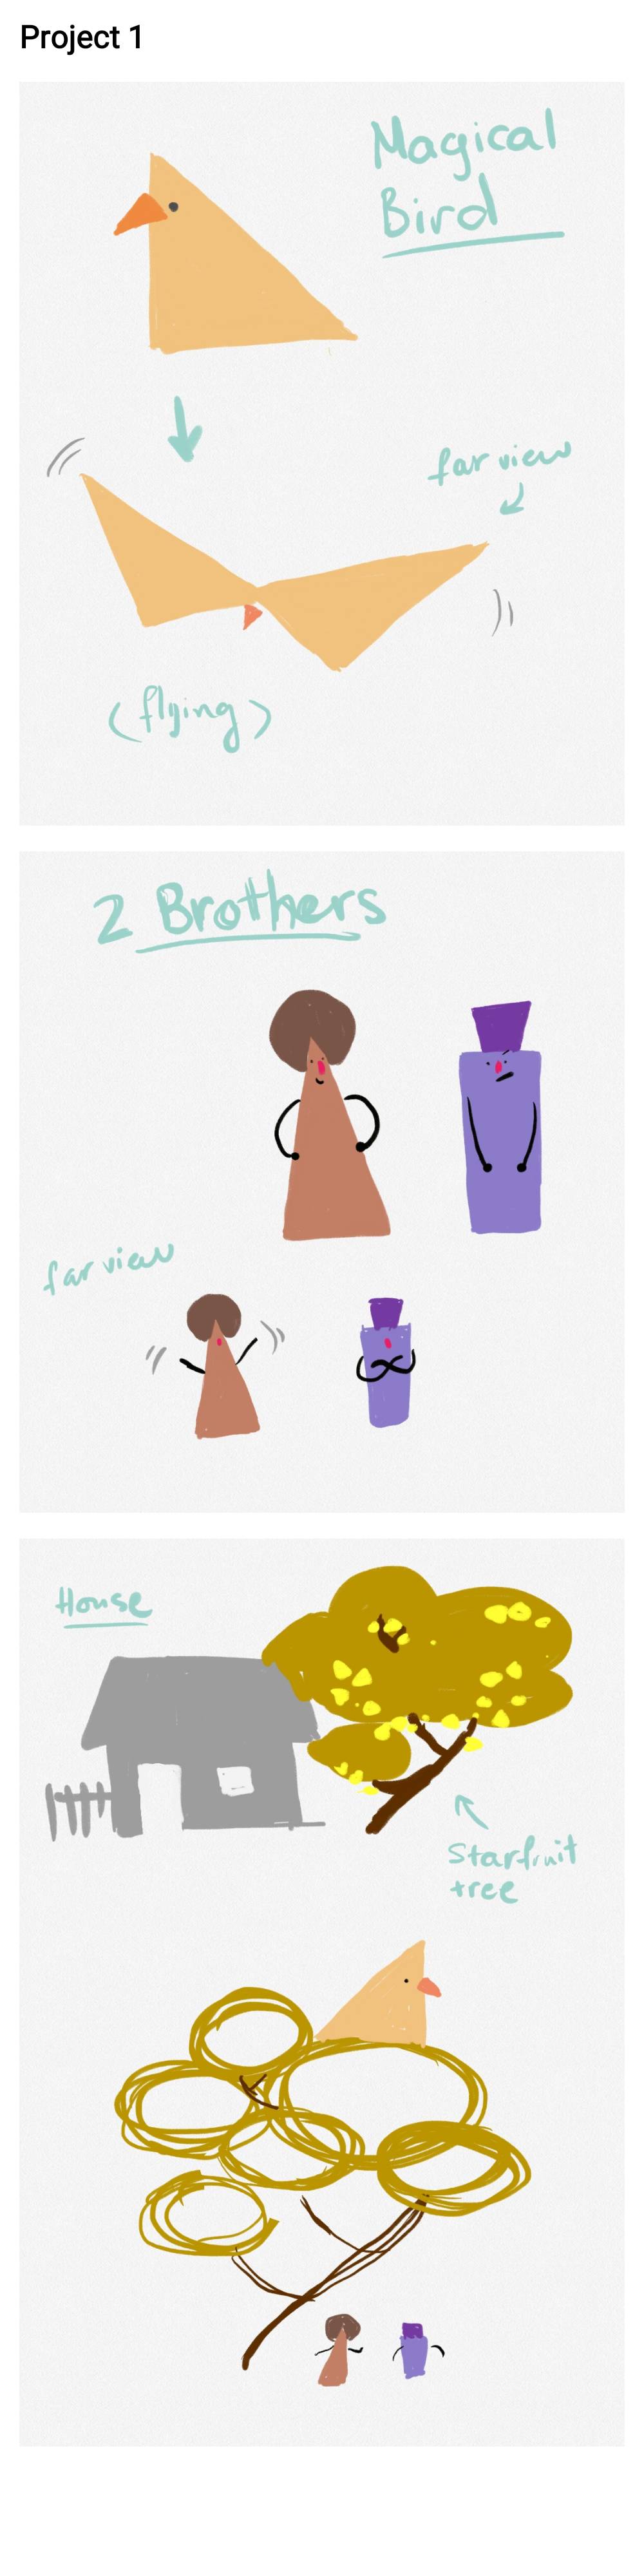 Project 1
Magical
Bird
far view
(flying)
2 Brothers
far view
House
Starfruit
tree